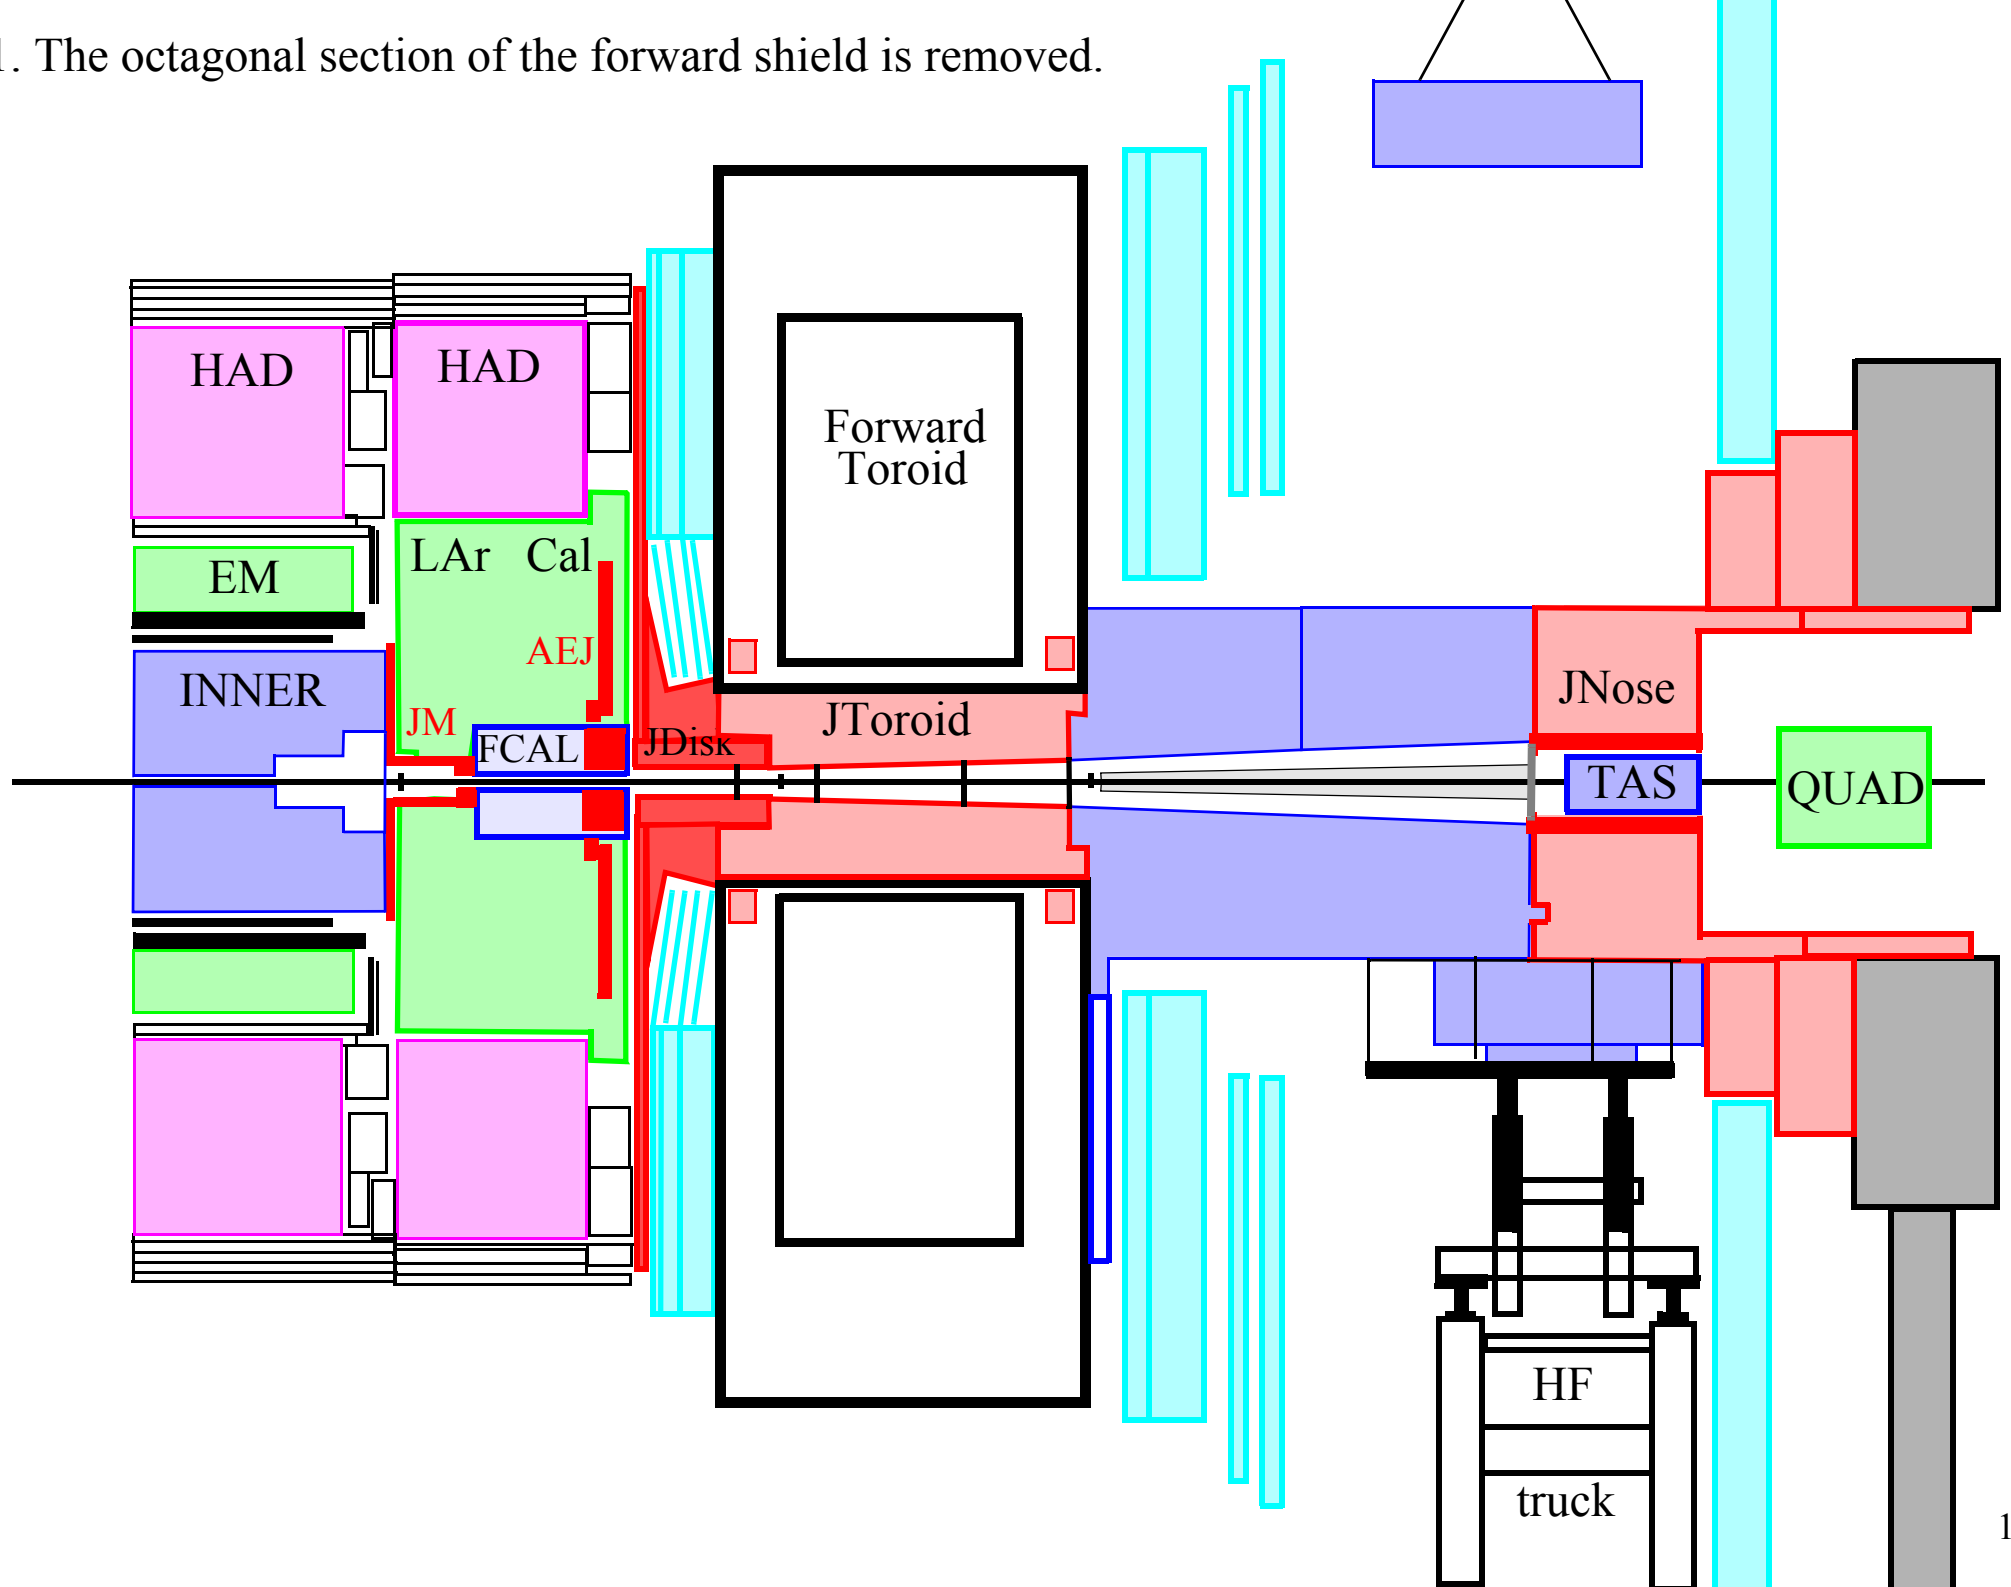 1. The octagonal section of the forward shield is removed.
HAD
HAD
Forward
Toroid
LAr Cal
EM
AEJ
INNER
JM
FCAL
JDisk
JToroid
JNose
TAS
QUAD
HF
truck
1